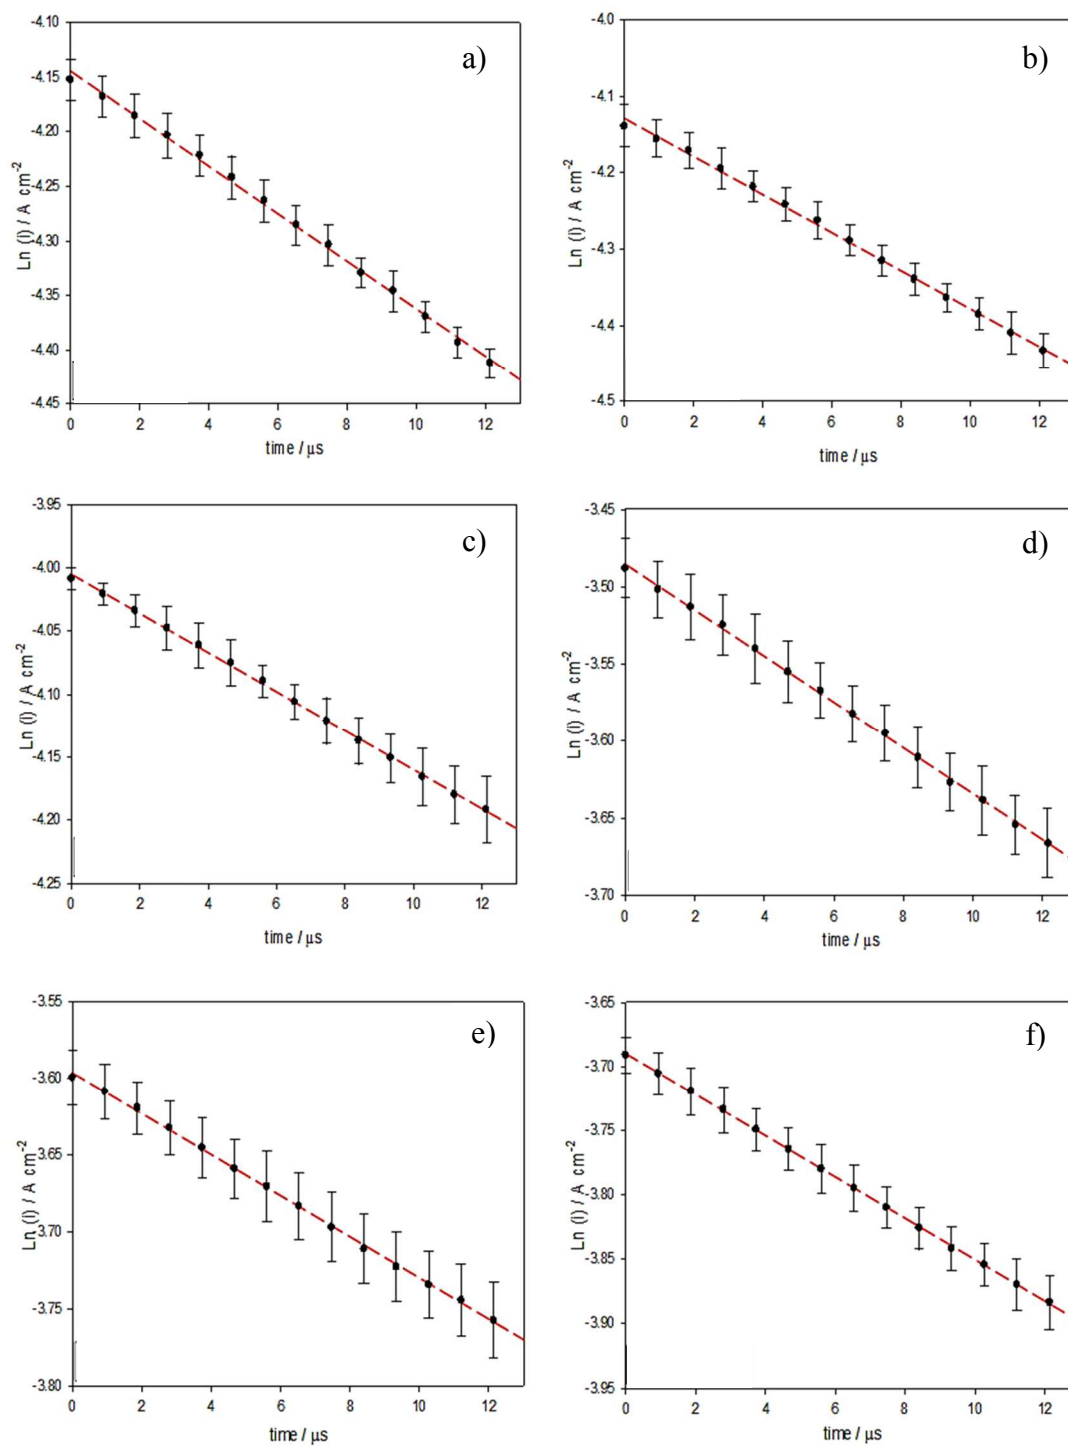 a)
-4.10
-4.15
-4.20
-4.25
-4.30
-4.35
-4.40
-4.45
Ln (i) / A cm⁻²
0 2 4 6 8 10 12
time / μs
b)
-4.0
-4.1
-4.2
-4.3
-4.4
-4.5
Ln (i) / A cm⁻²
0 2 4 6 8 10 12
time / μs
c)
-3.95
-4.00
-4.05
-4.10
-4.15
-4.20
-4.25
Ln (i) / A cm⁻²
0 2 4 6 8 10 12
time / μs
d)
-3.45
-3.50
-3.55
-3.60
-3.65
-3.70
Ln (i) / A cm⁻²
0 2 4 6 8 10 12
time / μs
e)
-3.55
-3.60
-3.65
-3.70
-3.75
-3.80
Ln (i) / A cm⁻²
0 2 4 6 8 10 12
time / μs
f)
-3.65
-3.70
-3.75
-3.80
-3.85
-3.90
-3.95
Ln (i) / A cm⁻²
0 2 4 6 8 10 12
time / μs